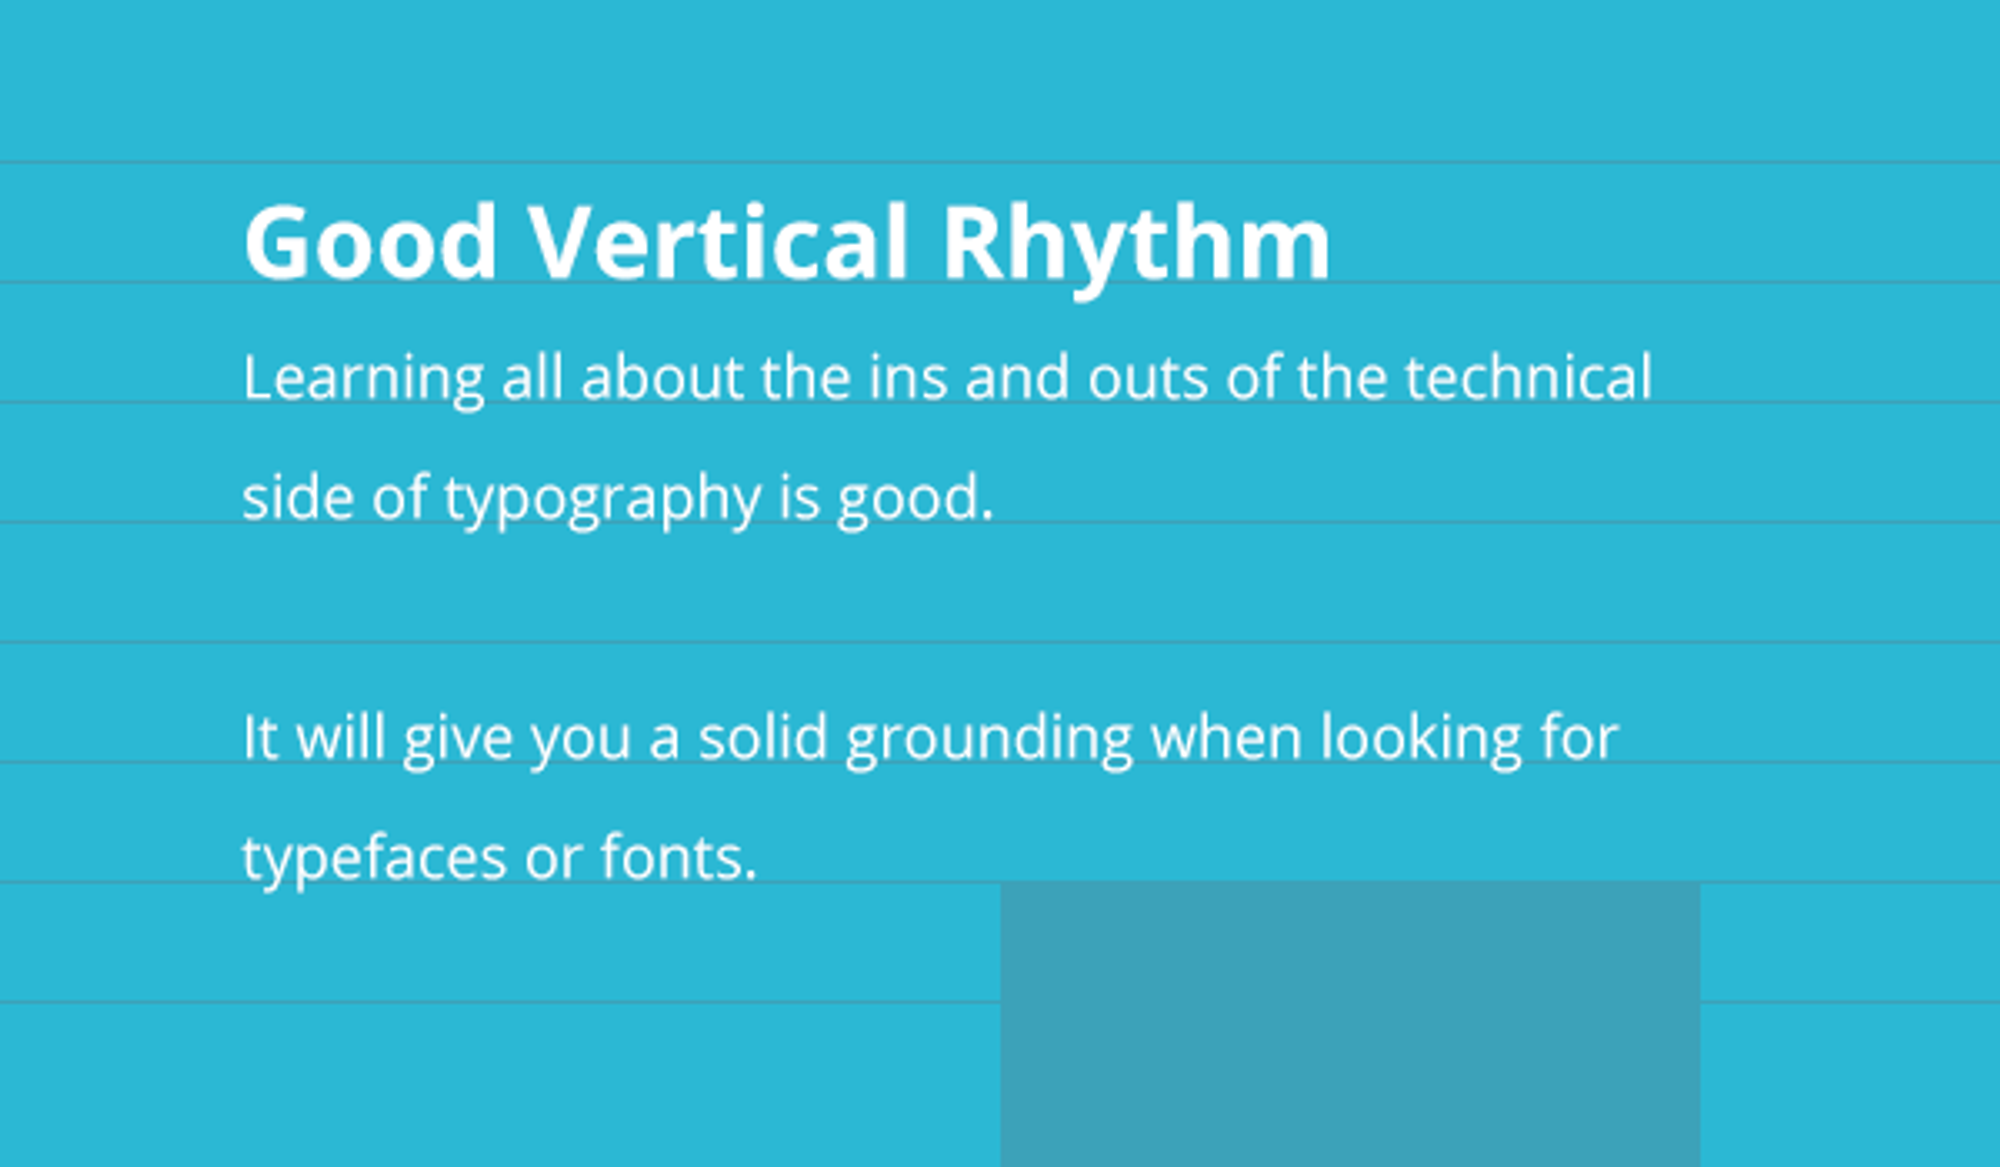 Good Vertical Rhythm
Learning all about the ins and outs of the technical
side of typography is good.
It will give you a solid grounding when looking for
typefaces or fonts.